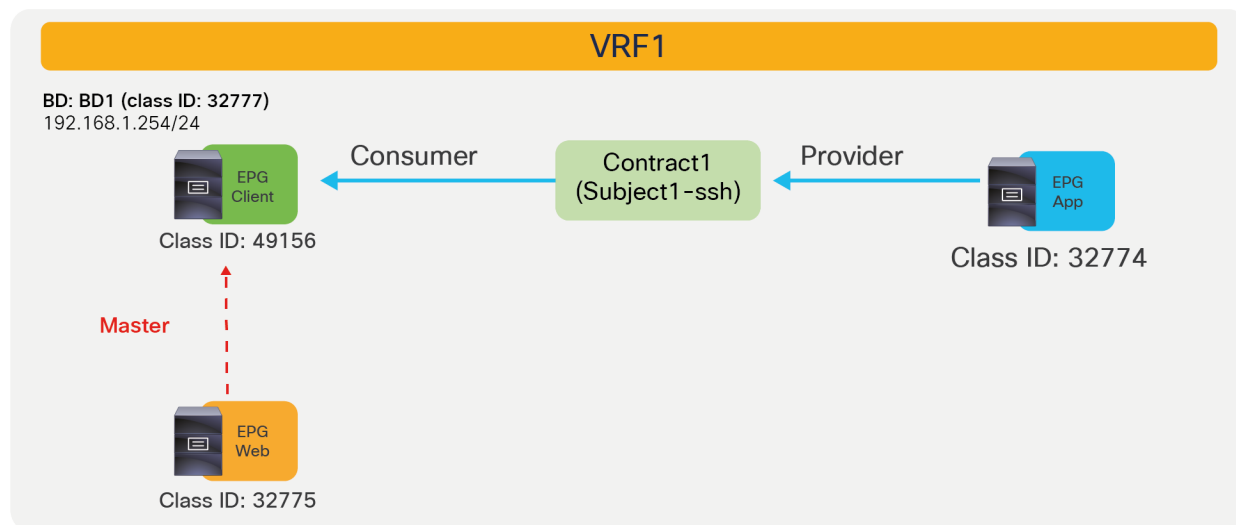 VRF1
BD: BD1 (class ID: 32777)
192.168.1.254/24
EPG
Client
Class ID: 49156
Consumer
Contract1
(Subject1-ssh)
Provider
EPG
App
Class ID: 32774
Master
EPG
Web
Class ID: 32775